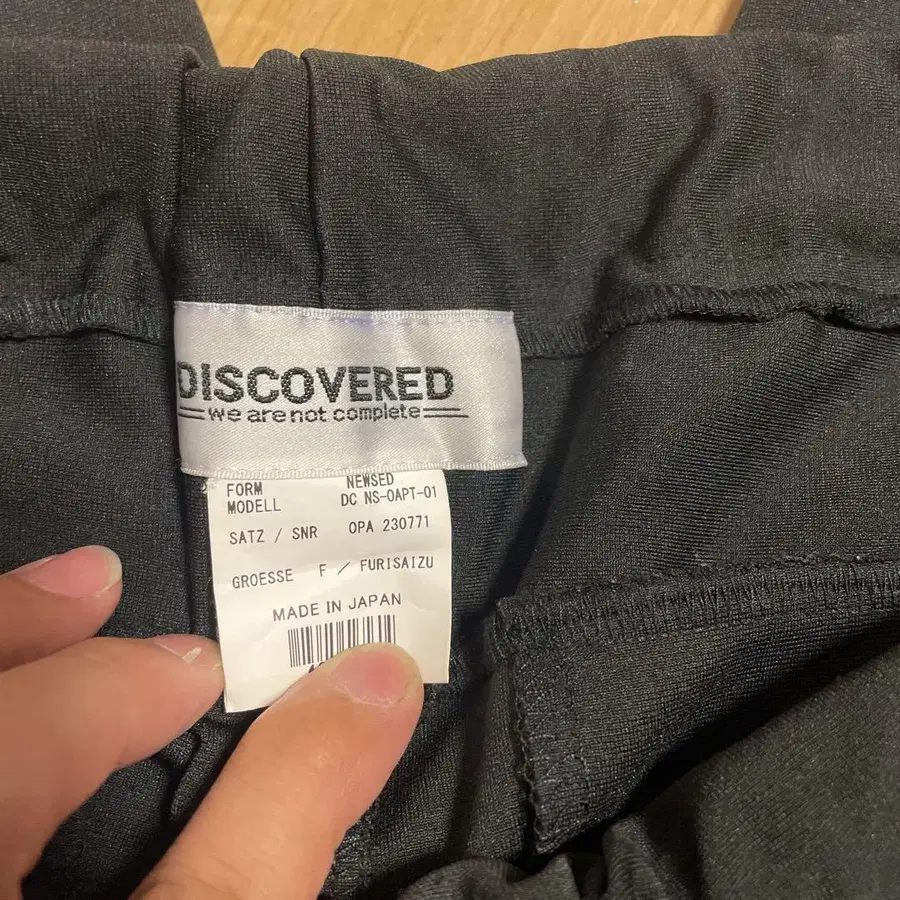 DISCOVERED
we are not complete
FORM NEWSED
MODELL DC NS-OAPT-01
SATZ / SNR OPA 230771
GROESSE F / FURISAIZU
MADE IN JAPAN